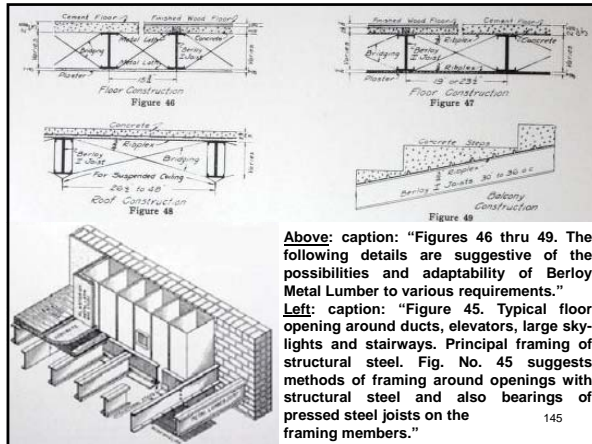 Cement Floor
Finished Wood Floor
Metal Lath
Concrete
Bridging
Berloy
I Joist
Metal Lath
Varies
Plaster
Floor Construction
Figure 46
Finished Wood Floor
Cement Floor
Ribplex
Concrete
Bridging
Berloy
I Joist
Varies
Plaster
Ribplex
19" or 23½"
Floor Construction
Figure 47
Concrete
Ribplex
Berloy
I Joist
Bridging
Varies
For Suspended Ceiling
Roof Construction
Figure 48
Concrete Steps
Ribplex
Berloy I Joists 30" to 36" o.c.
Balcony
Construction
Figure 49
Above: caption: “Figures 46 thru 49. The
following details are suggestive of the
possibilities and adaptability of Berloy
Metal Lumber to various requirements.”
Left: caption: “Figure 45. Typical floor
opening around ducts, elevators, large sky-
lights and stairways. Principal framing of
structural steel. Fig. No. 45 suggests
methods of framing around openings with
structural steel and also bearings of
pressed steel joists on the
framing members.”
145